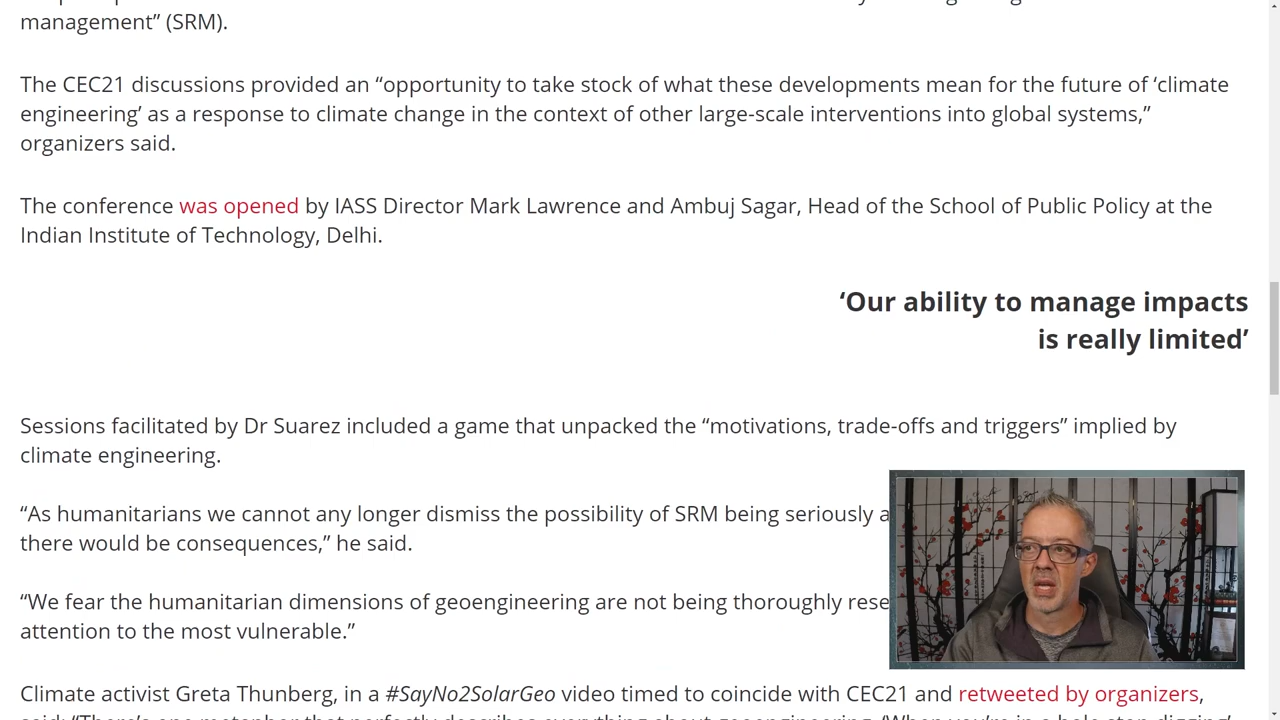 management” (SRM).
The CEC21 discussions provided an “opportunity to take stock of what these developments mean for the future of ‘climate
engineering’ as a response to climate change in the context of other large-scale interventions into global systems,”
organizers said.
The conference was opened by IASS Director Mark Lawrence and Ambuj Sagar, Head of the School of Public Policy at the
Indian Institute of Technology, Delhi.
‘Our ability to manage impacts
is really limited’
Sessions facilitated by Dr Suarez included a game that unpacked the “motivations, trade-offs and triggers” implied by
climate engineering.
“As humanitarians we cannot any longer dismiss the possibility of SRM being seriously
there would be consequences,” he said.
“We fear the humanitarian dimensions of geoengineering are not being thoroughly
attention to the most vulnerable.”
Climate activist Greta Thunberg, in a #SayNo2SolarGeo video timed to coincide with CEC21 and retweeted by organizers,